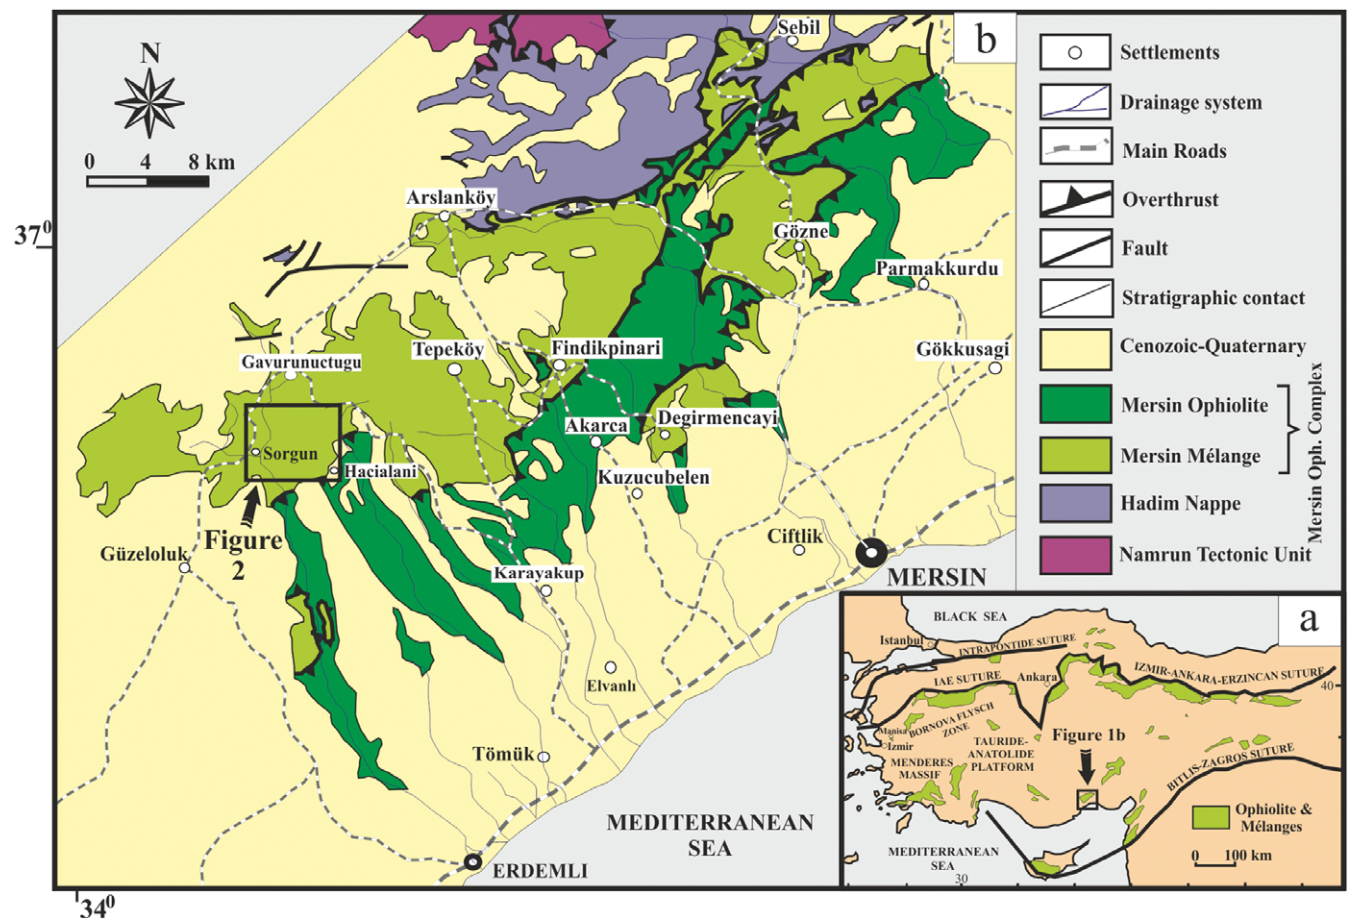 b
N
0 4 8 km
37⁰
34⁰
Sebil
Arslanköy
Gözne
Parmakkurdu
Gavurunuctugu
Tepeköy
Findikpinari
Gökkusagi
Akarca
Degirmencayi
Sorgun
Hacialani
Kuzucubelen
Figure
2
Güzeloluk
Ciftlik
MERSIN
Karayakup
Elvanlı
Tömük
MEDITERRANEAN
SEA
ERDEMLI
Settlements
Drainage system
Main Roads
Overthrust
Fault
Stratigraphic contact
Cenozoic-Quaternary
Mersin Ophiolite
Mersin Mélange
Mersin Oph. Complex
Hadim Nappe
Namrun Tectonic Unit
a
BLACK SEA
Istanbul
INTRAPONTIDE SUTURE
IAE SUTURE
Ankara
IZMIR-ANKARA-ERZINCAN SUTURE
40
Manisa
Izmir
BORNOVA FLYSCH
ZONE
TAURIDE-
ANATOLIDE
PLATFORM
Figure 1b
MENDERES
MASSIF
BITLIS-ZAGROS SUTURE
Ophiolite &
Mélanges
0 100 km
MEDITERRANEAN
SEA
30